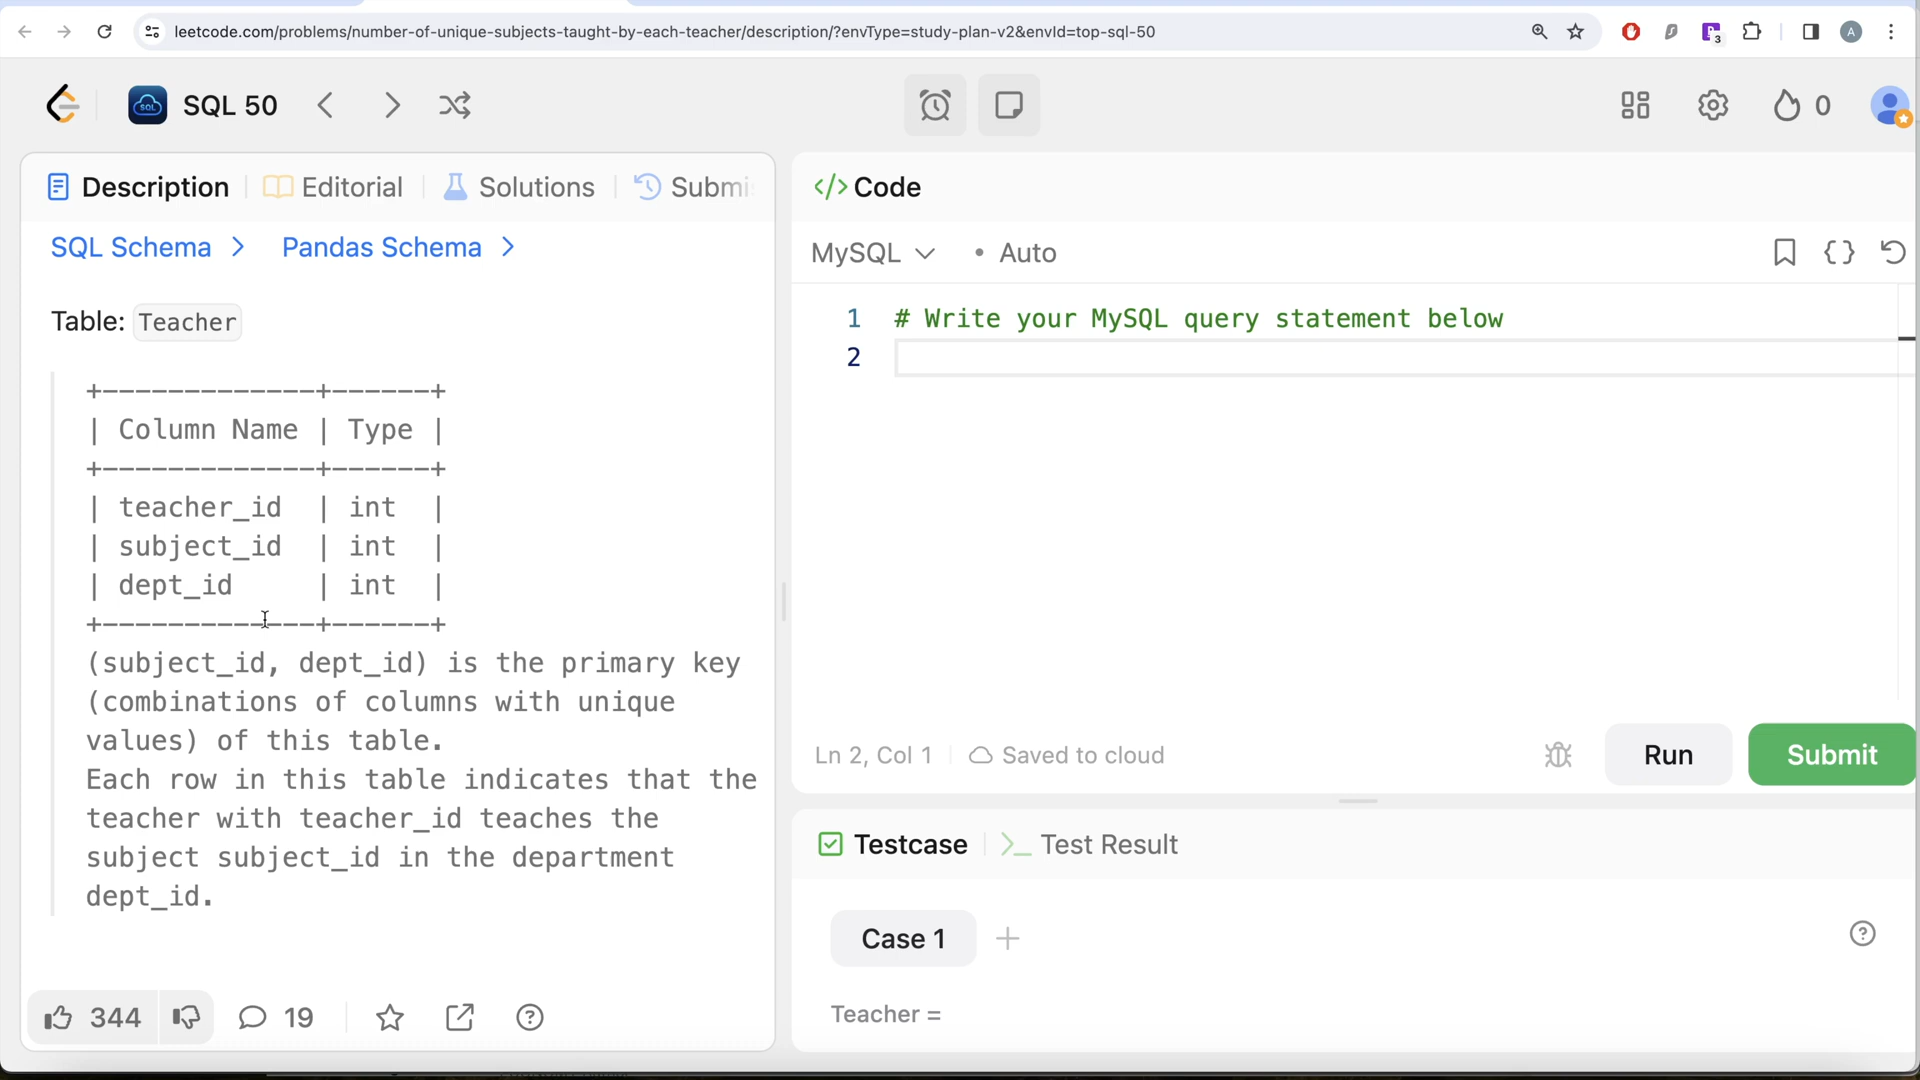 leetcode.com/problems/number-of-unique-subjects-taught-by-each-teacher/description/?envType=study-plan-v2&envId=top-sql-50
3
A
SQL
SQL 50
0
Description
Editorial
Solutions
Submi
SQL Schema >
Pandas Schema >
Table: Teacher
+-------------+------+
| Column Name | Type |
+-------------+------+
| teacher_id  | int  |
| subject_id  | int  |
| dept_id     | int  |
+-------------+------+
(subject_id, dept_id) is the primary key
(combinations of columns with unique
values) of this table.
Each row in this table indicates that the
teacher with teacher_id teaches the
subject subject_id in the department
dept_id.
344
19
</> Code
MySQL
• Auto
{}
1 # Write your MySQL query statement below
2
Ln 2, Col 1
Saved to cloud
Run
Submit
Testcase
>_ Test Result
Case 1
+
Teacher =